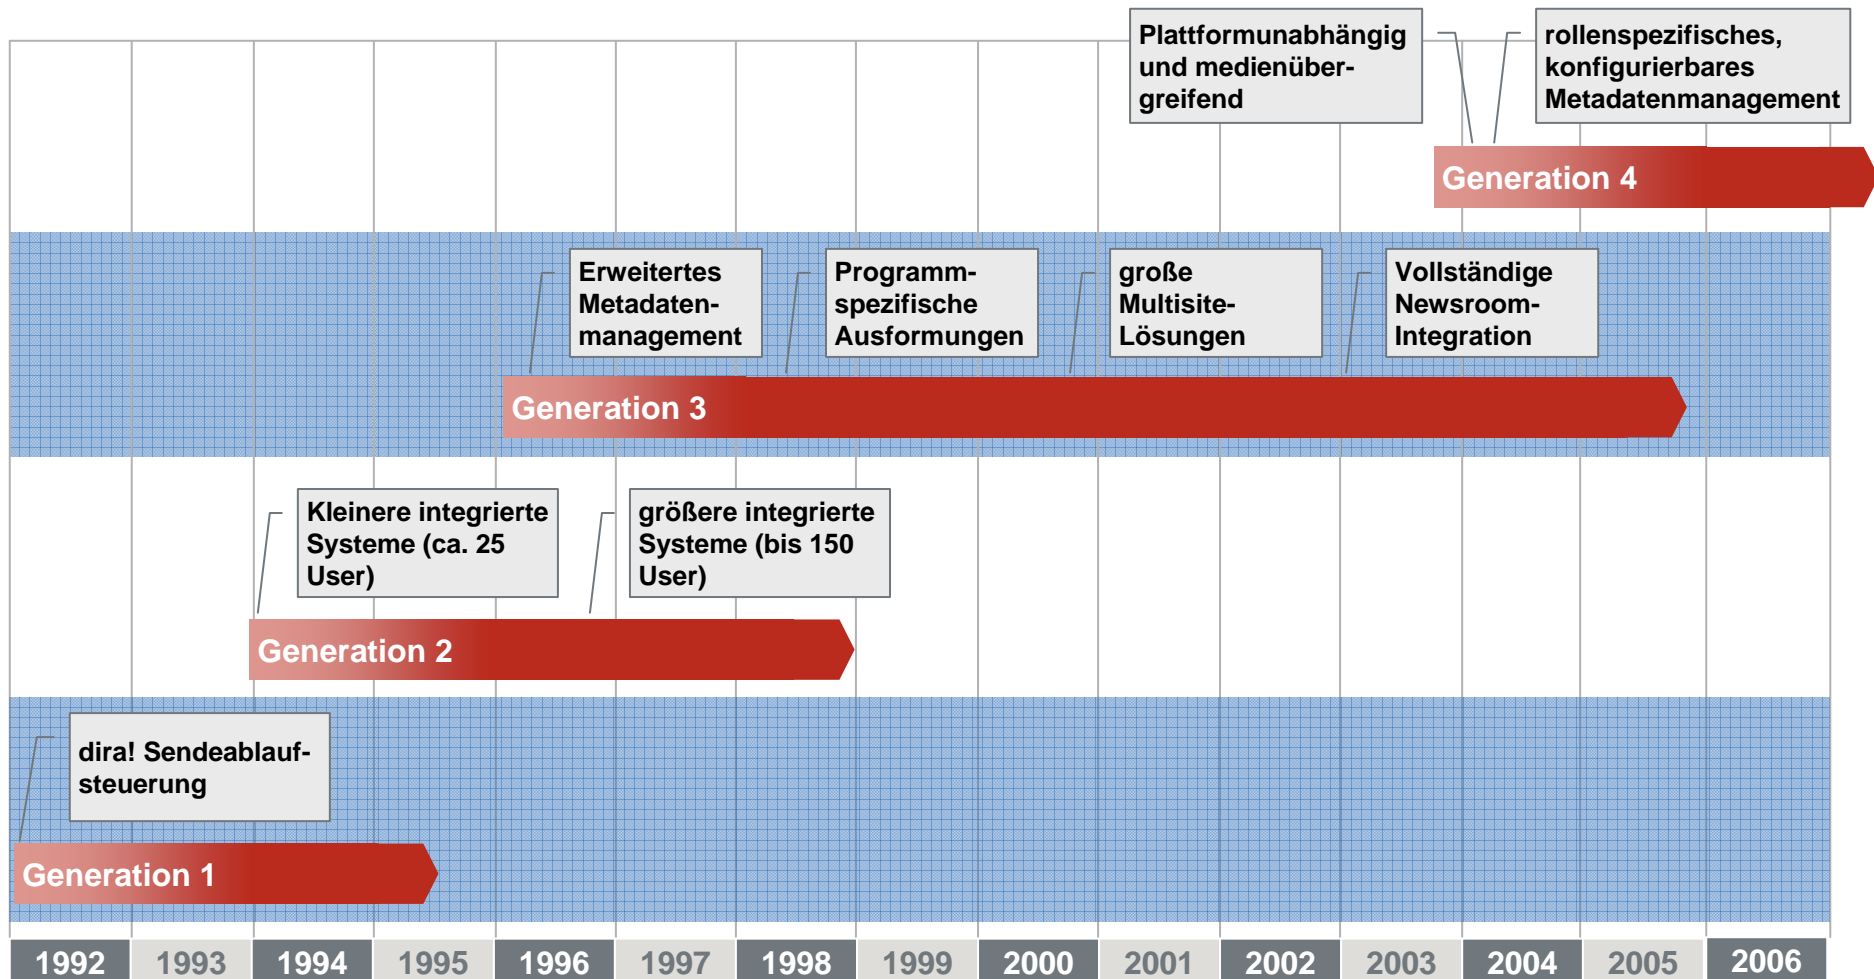 Plattformunabhängig
und medienüber-
greifend
rollenspezifisches,
konfigurierbares
Metadatenmanagement
Generation 4
Erweitertes
Metadaten-
management
Programm-
spezifische
Ausformungen
große
Multisite-
Lösungen
Vollständige
Newsroom-
Integration
Generation 3
Kleinere integrierte
Systeme (ca. 25
User)
größere integrierte
Systeme (bis 150
User)
Generation 2
dira! Sendeablauf-
steuerung
Generation 1
1992 1993 1994 1995 1996 1997 1998 1999 2000 2001 2002 2003 2004 2005 2006